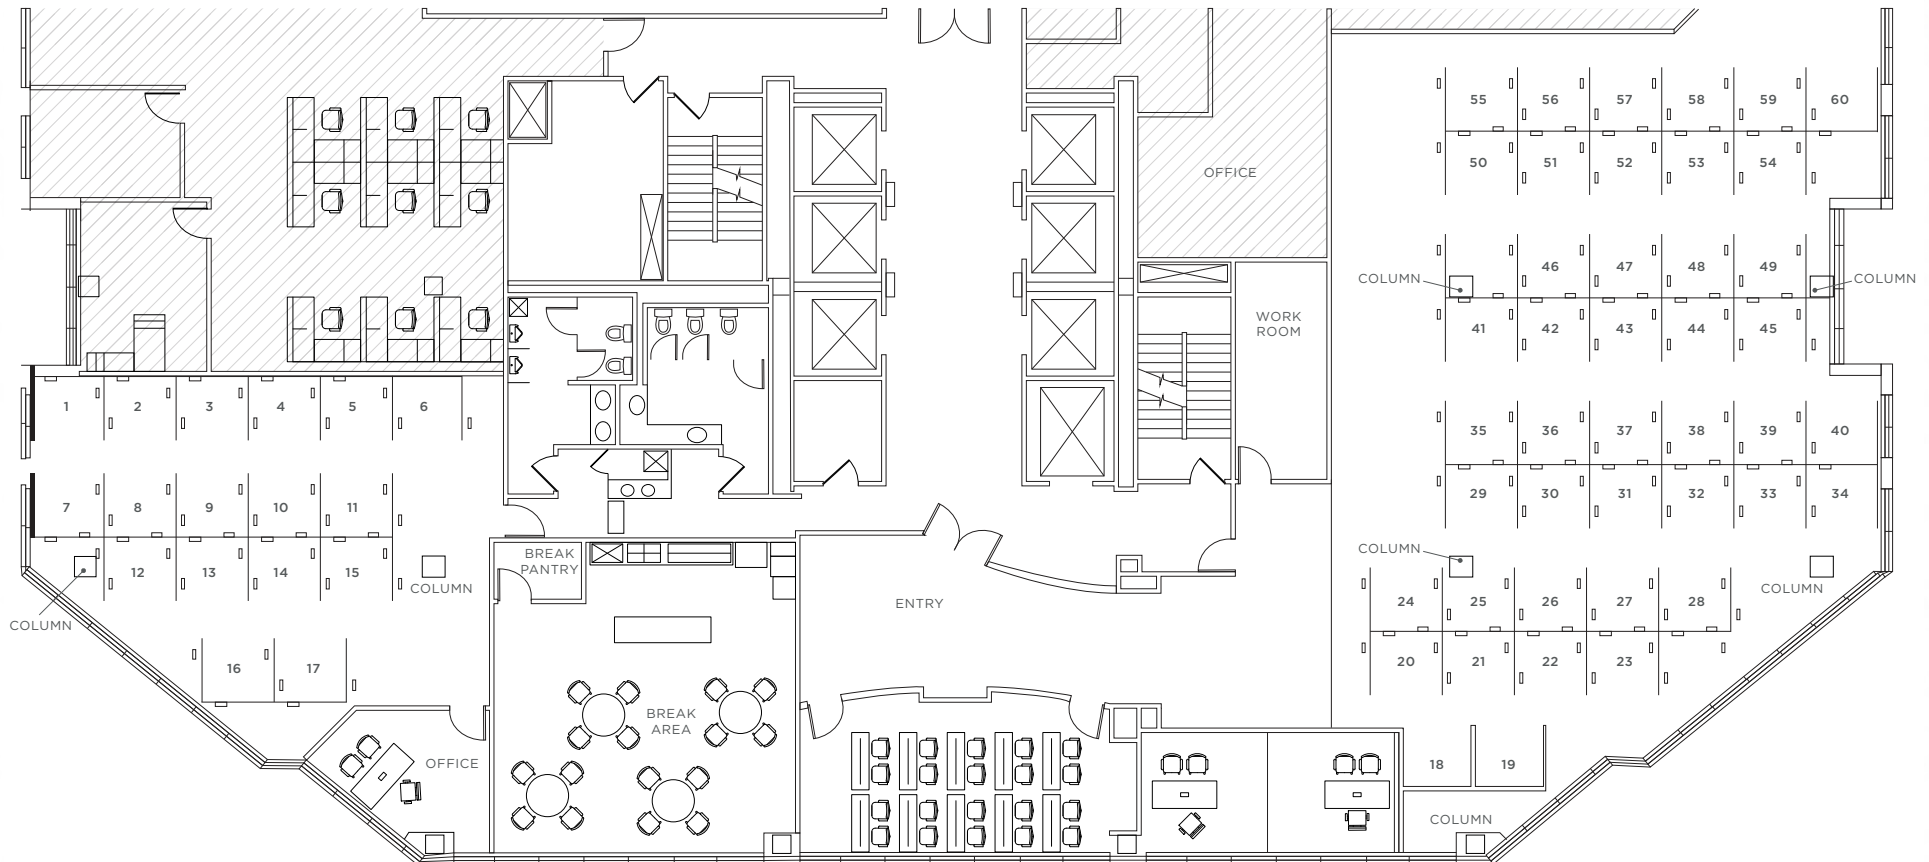 55 56 57 58 59 60
50 51 52 53 54
OFFICE
46 47 48 49
COLUMN
COLUMN
WORK
ROOM
41 42 43 44 45
1 2 3 4 5 6
35 36 37 38 39 40
7 8 9 10 11
29 30 31 32 33 34
BREAK
PANTRY
COLUMN
12 13 14 15
COLUMN
COLUMN
ENTRY
24 25 26 27 28
COLUMN
20 21 22 23
16 17
BREAK
AREA
OFFICE
18 19
COLUMN